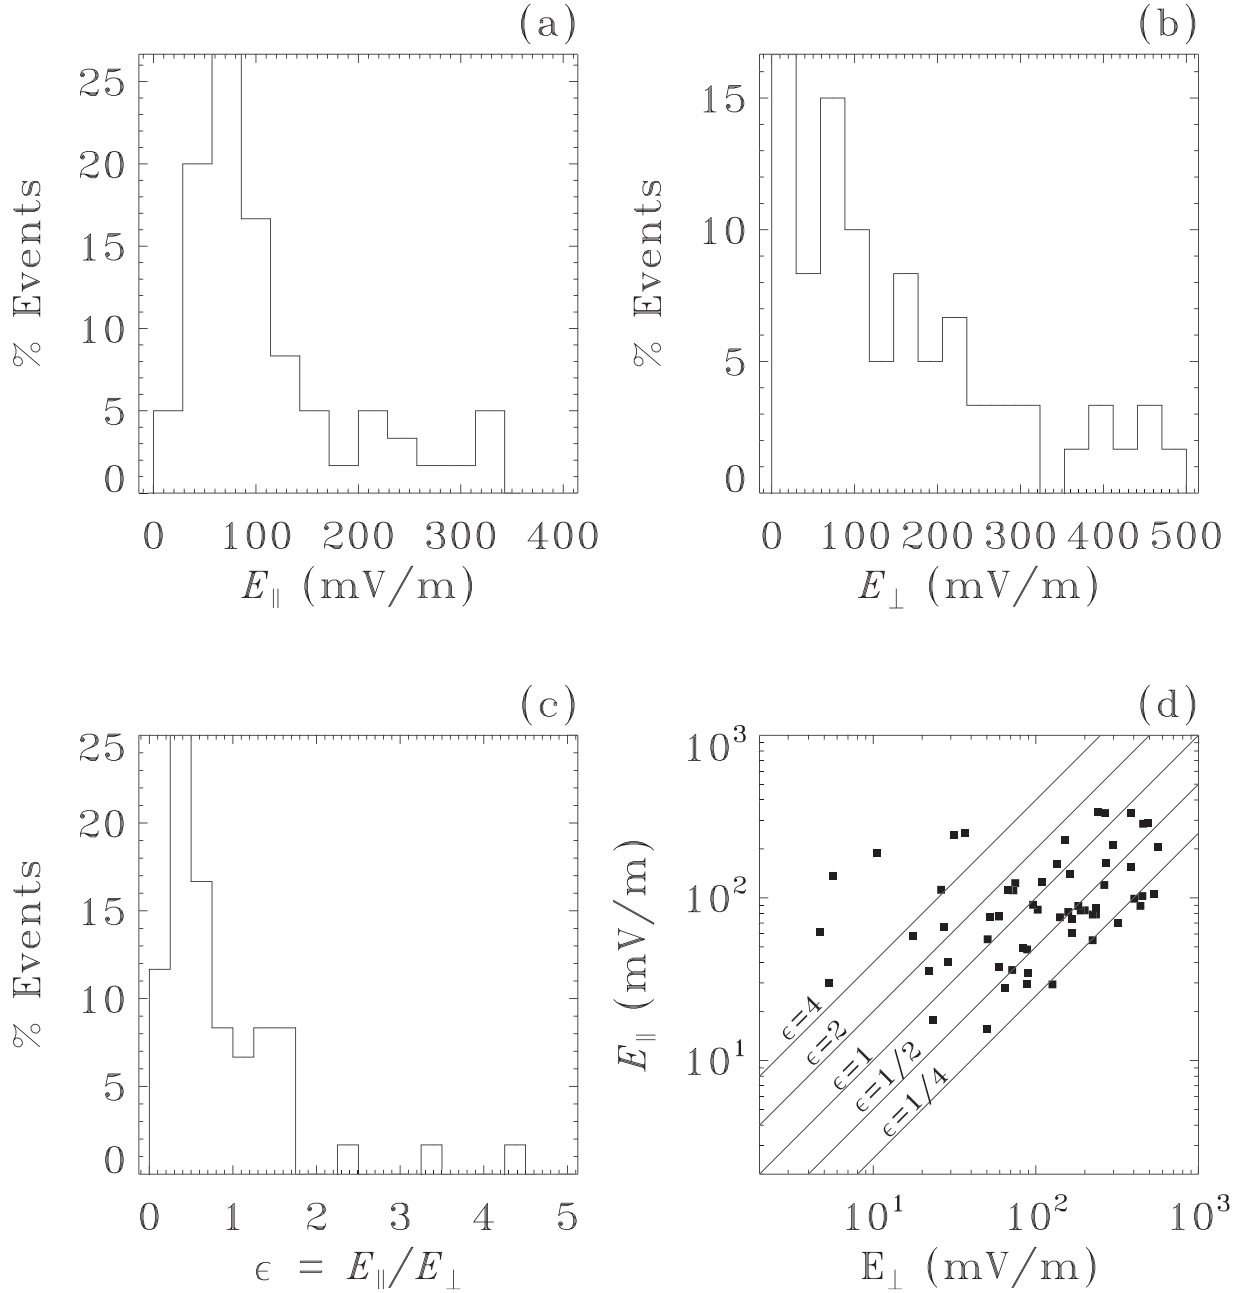 (a)
25
20
15
10
5
0
% Events
0 100 200 300 400
E∥ (mV/m)
(b)
15
10
5
0
% Events
0 100 200 300 400 500
E⊥ (mV/m)
(c)
25
20
15
10
5
0
% Events
0 1 2 3 4 5
ϵ = E∥/E⊥
(d)
10³
10²
10¹
E∥ (mV/m)
ϵ=4
ϵ=2
ϵ=1
ϵ=1/2
ϵ=1/4
10¹ 10² 10³
E⊥ (mV/m)